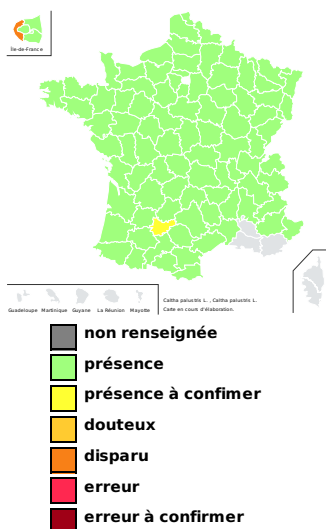 Île-de-France
Guadeloupe Martinique Guyane La Réunion Mayotte
Caltha palustris L. , Caltha palustris L.
Carte en cours d'élaboration.
non renseignée
présence
présence à confimer
douteux
disparu
erreur
erreur à confirmer